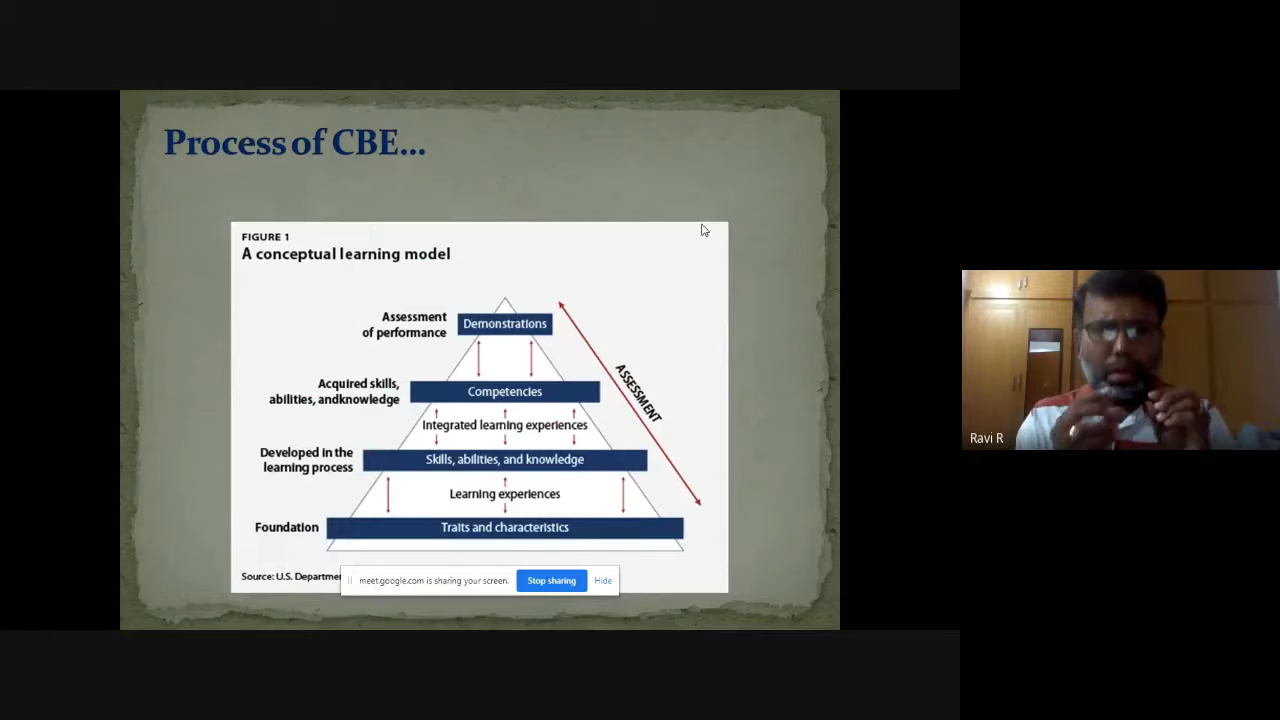 Process of CBE...
FIGURE 1
A conceptual learning model
Assessment
of performance
Demonstrations
Acquired skills,
abilities, andknowledge
Competencies
ASSESSMENT
Integrated learning experiences
Developed in the
learning process
Skills, abilities, and knowledge
Learning experiences
Foundation
Traits and characteristics
Source: U.S.
meet.google.com is sharing your screen.
Stop sharing
Hide
Ravi R